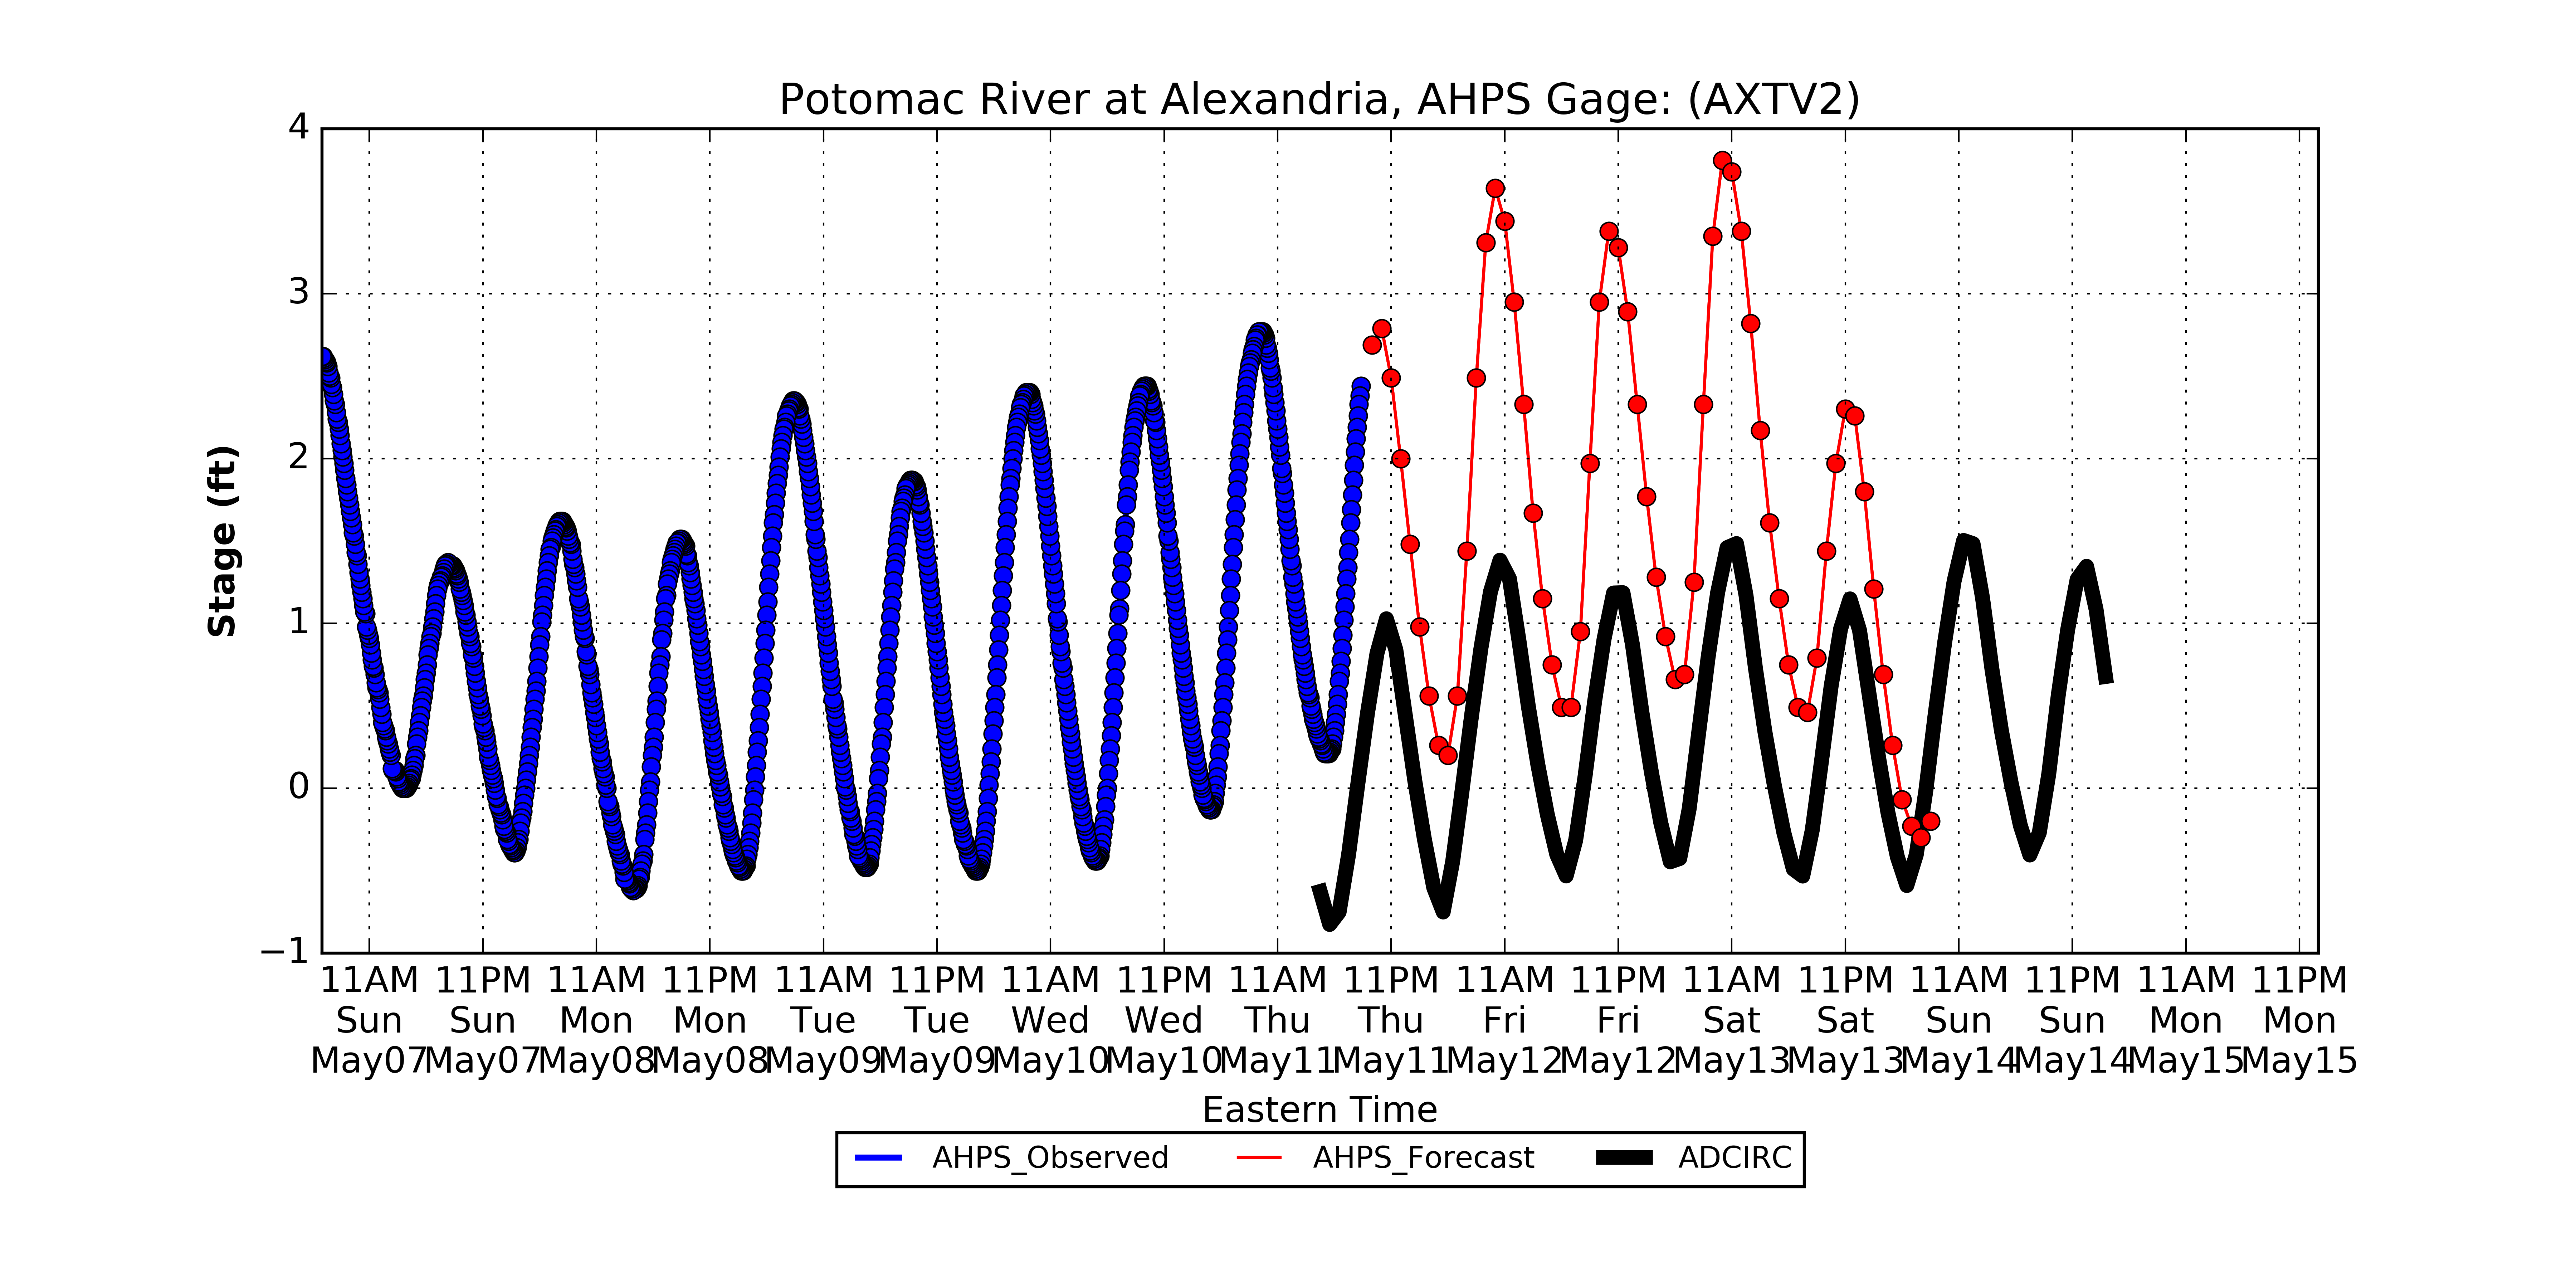 Potomac River at Alexandria, AHPS Gage: (AXTV2)
Stage (ft)
4
3
2
1
0
−1
11AM 11PM 11AM 11PM 11AM 11PM 11AM 11PM 11AM 11PM 11AM 11PM 11AM 11PM 11AM 11PM 11AM 11PM
Sun Sun Mon Mon Tue Tue Wed Wed Thu Thu Fri Fri Sat Sat Sun Sun Mon Mon
May07 May07 May08 May08 May09 May09 May10 May10 May11 May11 May12 May12 May13 May13 May14 May14 May15 May15
Eastern Time
AHPS_Observed AHPS_Forecast ADCIRC